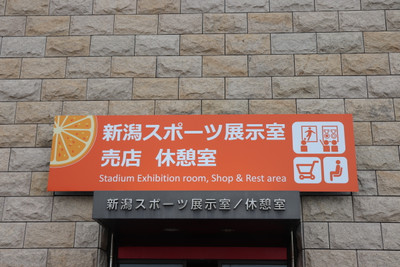 新潟スポーツ展示室
売店 休憩室
Stadium Exhibition room, Shop & Rest area
新潟スポーツ展示室／休憩室